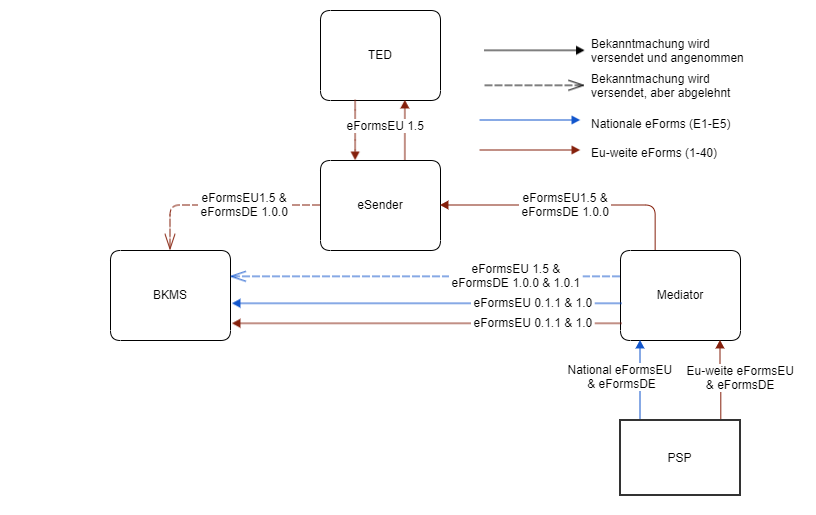 TED
Bekanntmachung wird
versendet und angenommen
Bekanntmachung wird
versendet, aber abgelehnt
Nationale eForms (E1-E5)
Eu-weite eForms (1-40)
eFormsEU 1.5
eSender
eFormsEU1.5 &
eFormsDE 1.0.0
eFormsEU1.5 &
eFormsDE 1.0.0
BKMS
eFormsEU 1.5 &
eFormsDE 1.0.0 & 1.0.1
eFormsEU 0.1.1 & 1.0
eFormsEU 0.1.1 & 1.0
Mediator
National eFormsEU
& eFormsDE
Eu-weite eFormsEU
& eFormsDE
PSP